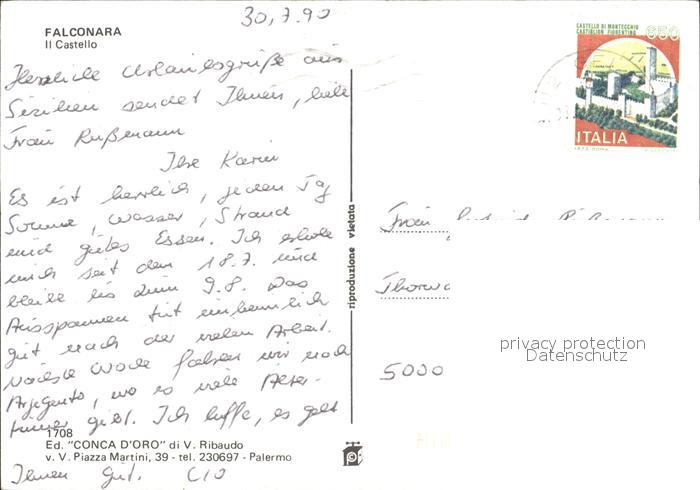 30.7.90
FALCONARA
Il Castello
Herzliche Urlaubsgrüße aus
Sizilien sendet Ihnen, liebe
Frau Rußmann
Ihre Karin
Es ist herrlich, jeden Tag
Sonne, Wasser, Strand
und gutes Essen. Ich erhole
mich seit dem 18.7. und
bleibe bis zum 9.8. Das
Ausspannen tut unheimlich
gut nach der vielen Arbeit.
Nächste Woche fahren wir nach
Agrigento, wo es viele Alter-
tümer gibt. Ich hoffe, es geht
1708
Ed. "CONCA D'ORO" di V. Ribaudo
v. V. Piazza Martini, 39 - tel. 230697 - Palermo
Ihnen gut.
riproduzione vietata
CASTELLO DI MONTECCHIO
CASTIGLION FIORENTINO
650
ITALIA
Frau
5000
privacy protection
Datenschutz